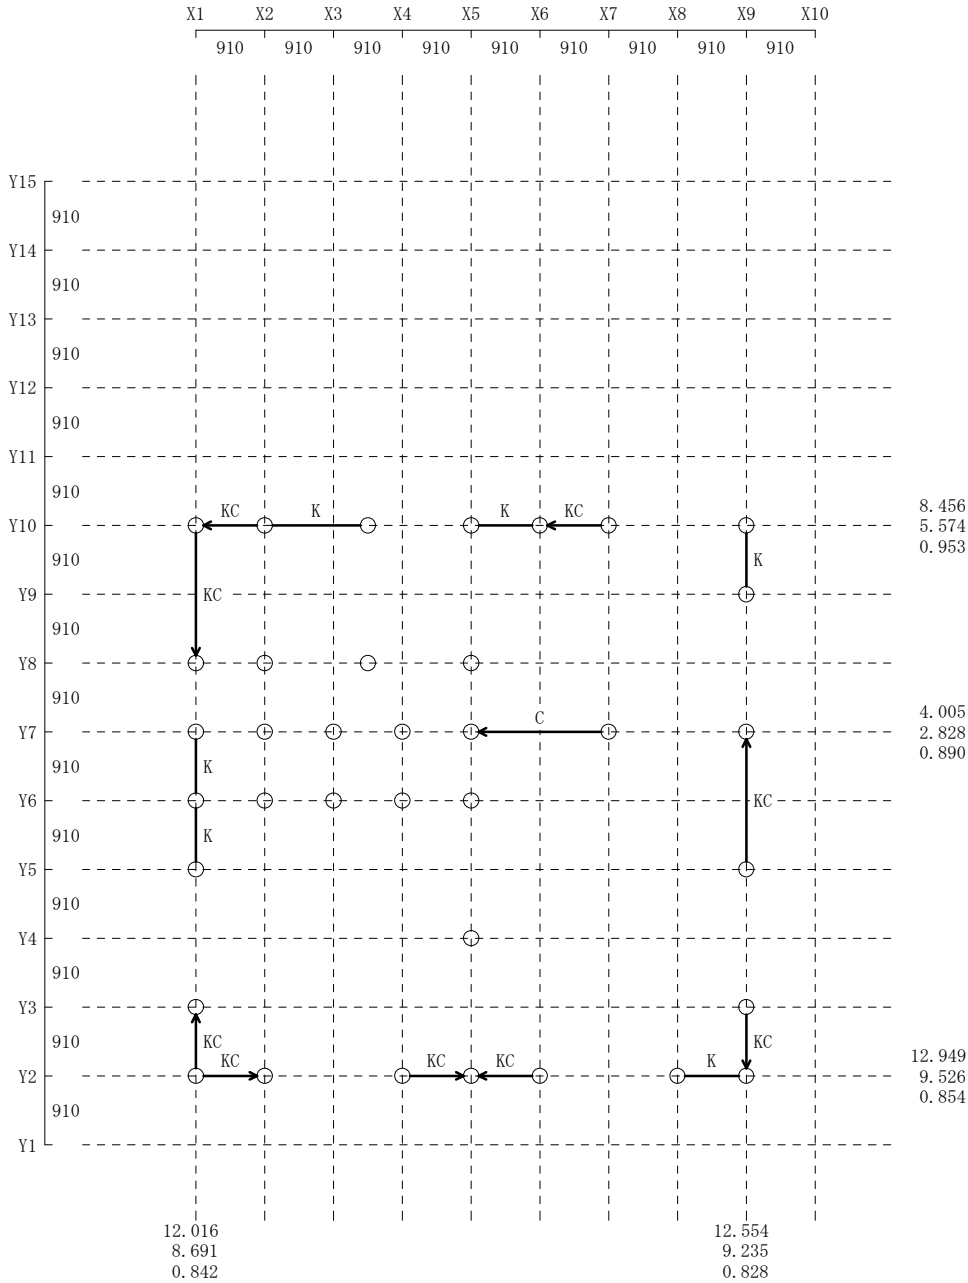 X1 X2 X3 X4 X5 X6 X7 X8 X9 X10
910 910 910 910 910 910 910 910 910
Y15
910
Y14
910
Y13
910
Y12
910
Y11
910
8.456
KC K K KC
Y10
5.574
0.953
910 K
Y9 KC
910
Y8
910
4.005
C
Y7
2.828
0.890
910 K
Y6 KC
910 K
Y5
910
Y4
910
Y3
910 KC KC
12.949
KC KC KC K
Y2
9.526
0.854
910
Y1
12.016 12.554
8.691 9.235
0.842 0.828